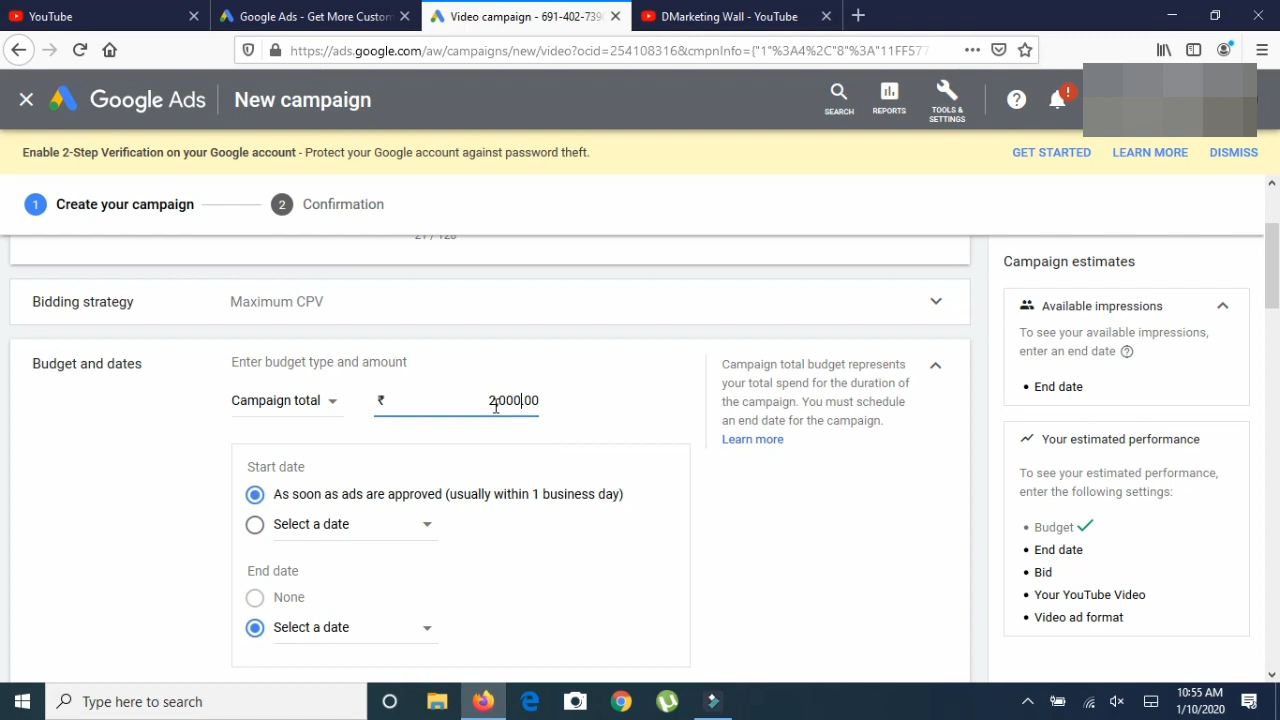 YouTube
Google Ads - Get More Custom
Video campaign - 691-402-739
DMarketing Wall - YouTube
https://ads.google.com/aw/campaigns/new/video?ocid=254108316&cmpnInfo={"1"%3A4%2C"8"%3A"11FF577
Google Ads
New campaign
SEARCH
REPORTS
TOOLS &
SETTINGS
Enable 2-Step Verification on your Google account - Protect your Google account against password theft.
GET STARTED
LEARN MORE
DISMISS
1 Create your campaign
2 Confirmation
21 / 128
Bidding strategy
Maximum CPV
Budget and dates
Enter budget type and amount
Campaign total
₹ 2,000.00
Campaign total budget represents
your total spend for the duration of
the campaign. You must schedule
an end date for the campaign.
Learn more
Start date
As soon as ads are approved (usually within 1 business day)
Select a date
End date
None
Select a date
Campaign estimates
Available impressions
To see your available impressions,
enter an end date
• End date
Your estimated performance
To see your estimated performance,
enter the following settings:
• Budget
• End date
• Bid
• Your YouTube Video
• Video ad format
Type here to search
10:55 AM
1/10/2020